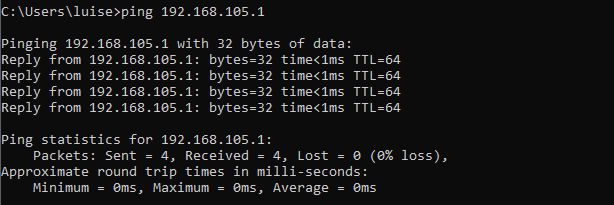 C:\Users\luise>ping 192.168.105.1
Pinging 192.168.105.1 with 32 bytes of data:
Reply from 192.168.105.1: bytes=32 time<1ms TTL=64
Reply from 192.168.105.1: bytes=32 time<1ms TTL=64
Reply from 192.168.105.1: bytes=32 time<1ms TTL=64
Reply from 192.168.105.1: bytes=32 time<1ms TTL=64
Ping statistics for 192.168.105.1:
    Packets: Sent = 4, Received = 4, Lost = 0 (0% loss),
Approximate round trip times in milli-seconds:
    Minimum = 0ms, Maximum = 0ms, Average = 0ms